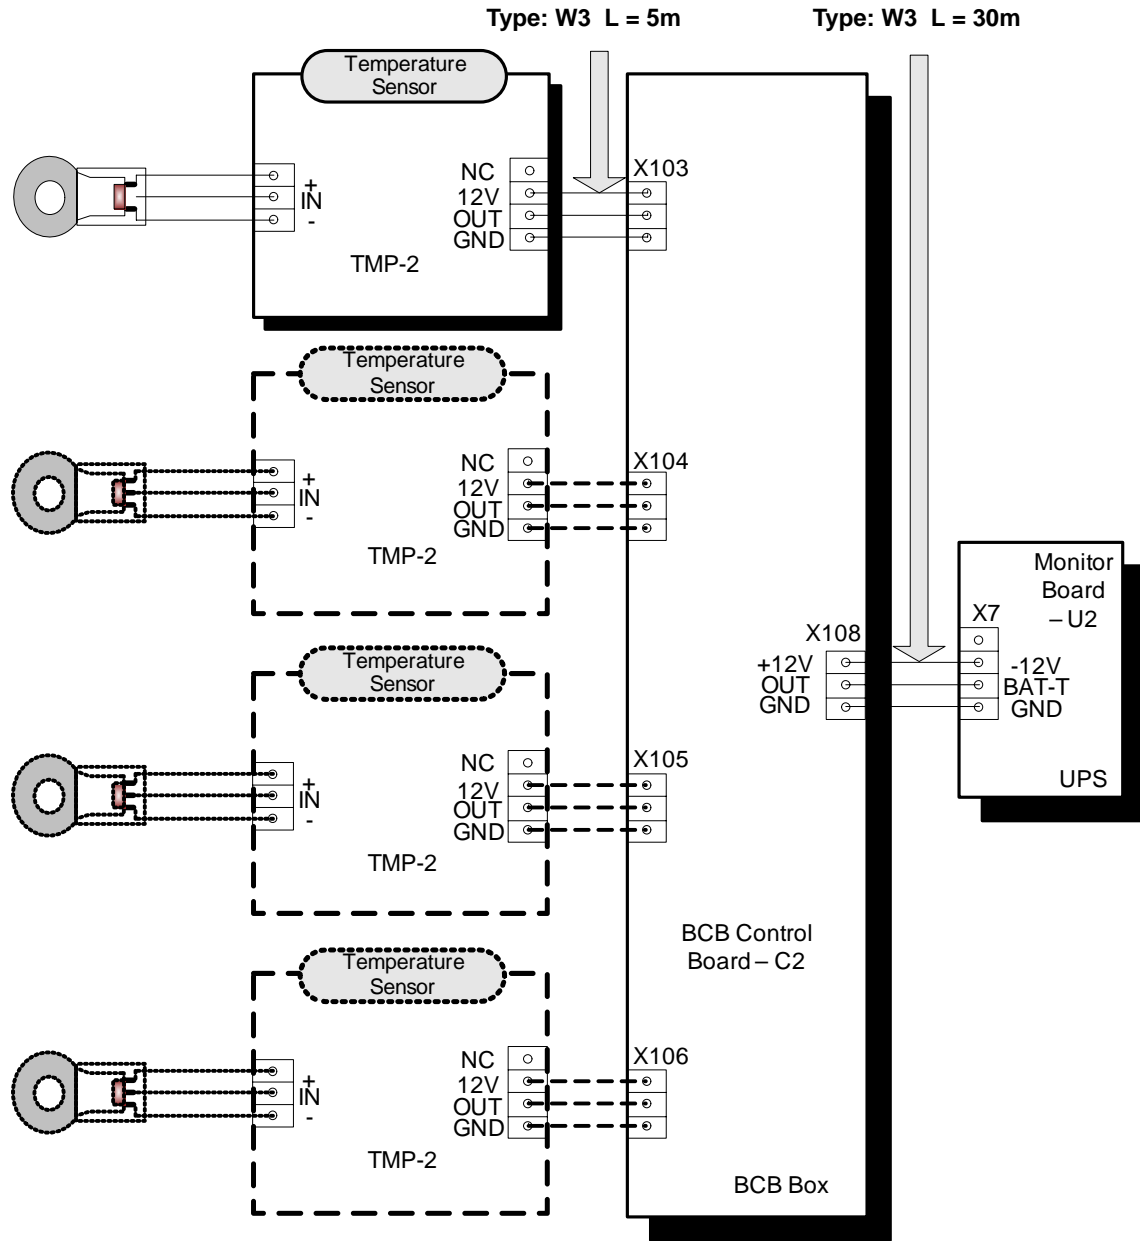 Type: W3 L = 5m
Type: W3 L = 30m
Temperature
Sensor
NC
12V
OUT
GND
+
IN
-
TMP-2
X103
Temperature
Sensor
NC
12V
OUT
GND
+
IN
-
TMP-2
X104
Monitor
Board
– U2
X7
X108
+12V
OUT
GND
-12V
BAT-T
GND
UPS
Temperature
Sensor
NC
12V
OUT
GND
+
IN
-
TMP-2
X105
BCB Control
Board – C2
Temperature
Sensor
NC
12V
OUT
GND
+
IN
-
TMP-2
X106
BCB Box